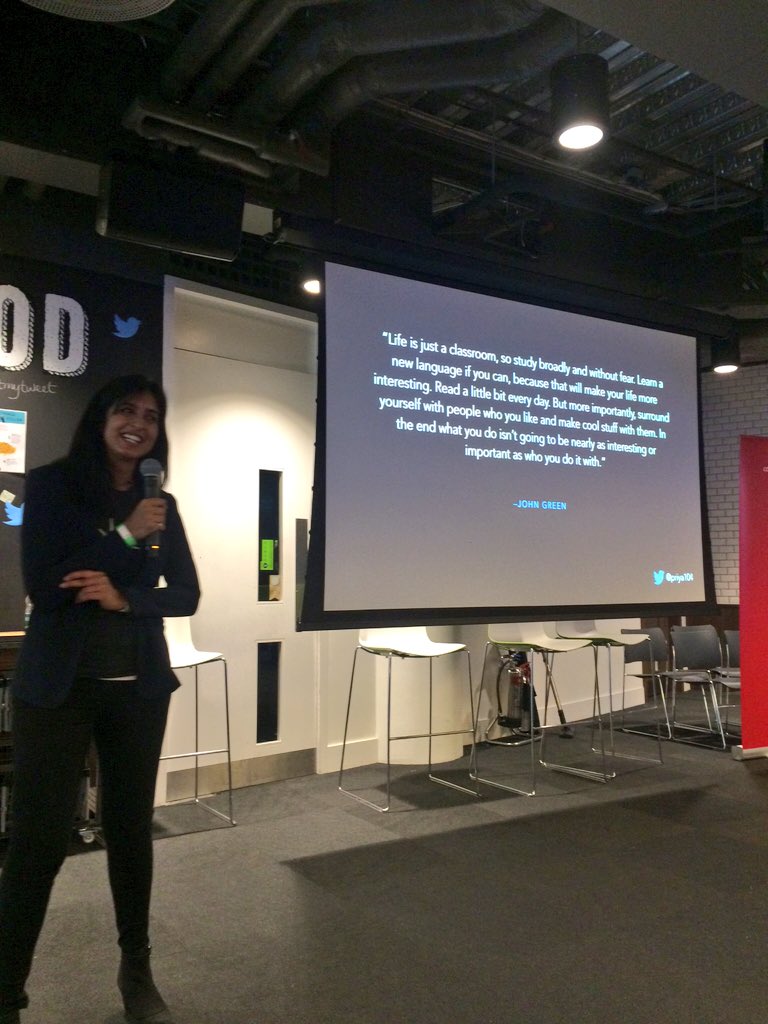 OD
mytweet
"Life is just a classroom, so study broadly and without fear. Learn a
new language if you can, because that will make your life more
interesting. Read a little bit every day. But more importantly, surround
yourself with people who you like and make cool stuff with them. In
the end what you do isn't going to be nearly as interesting or
important as who you do it with."
–JOHN GREEN
@priya104